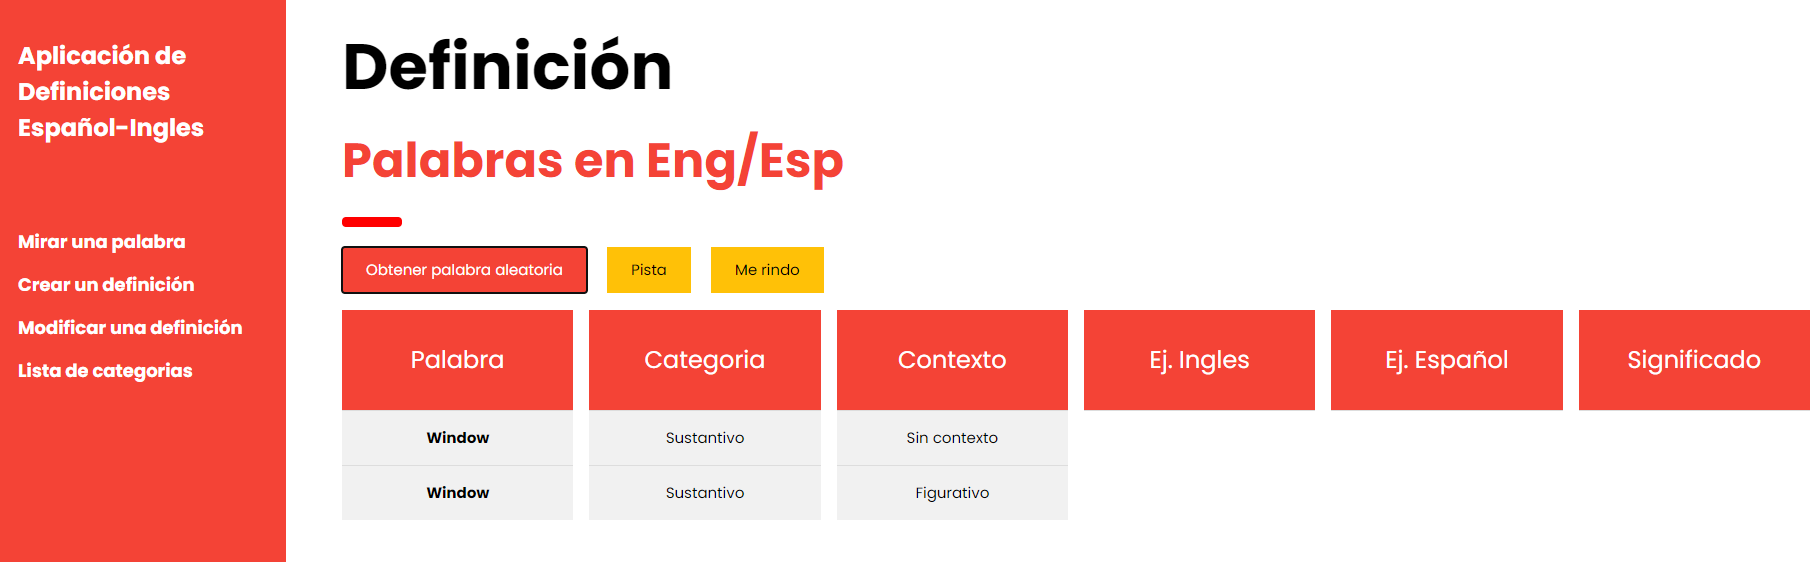 Aplicación de
Definiciones
Español-Ingles
Mirar una palabra
Crear un definición
Modificar una definición
Lista de categorias
Definición
Palabras en Eng/Esp
Obtener palabra aleatoria Pista Me rindo
Palabra Categoria Contexto Ej. Ingles Ej. Español Significado
Window Sustantivo Sin contexto
Window Sustantivo Figurativo